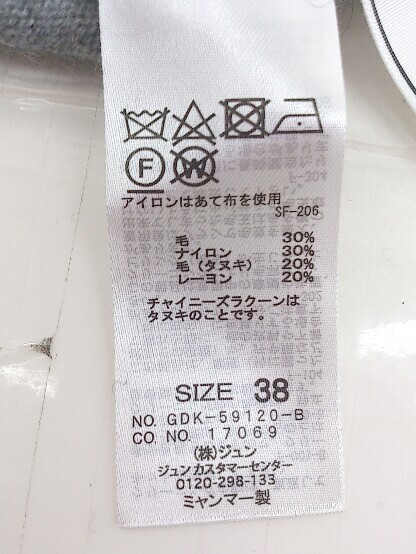 F W
アイロンはあて布を使用
SF-206
毛 30%
ナイロン 30%
毛(タヌキ) 20%
レーヨン 20%
チャイニーズラクーンは
タヌキのことです。
SIZE 38
NO. GDK-59120-B
CO. NO. 17069
(株)ジュン
ジュンカスタマーセンター
0120-298-133
ミャンマー製